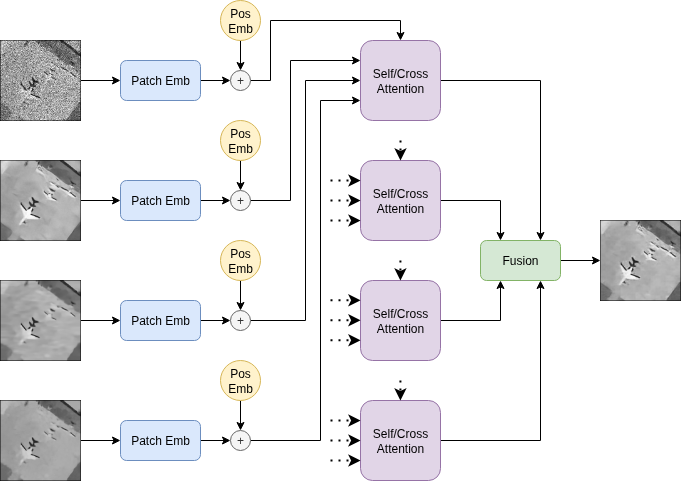 Pos
Emb
Patch Emb
+
Self/Cross
Attention
Pos
Emb
Patch Emb
+
Self/Cross
Attention
Pos
Emb
Patch Emb
+
Self/Cross
Attention
Fusion
Pos
Emb
Patch Emb
+
Self/Cross
Attention